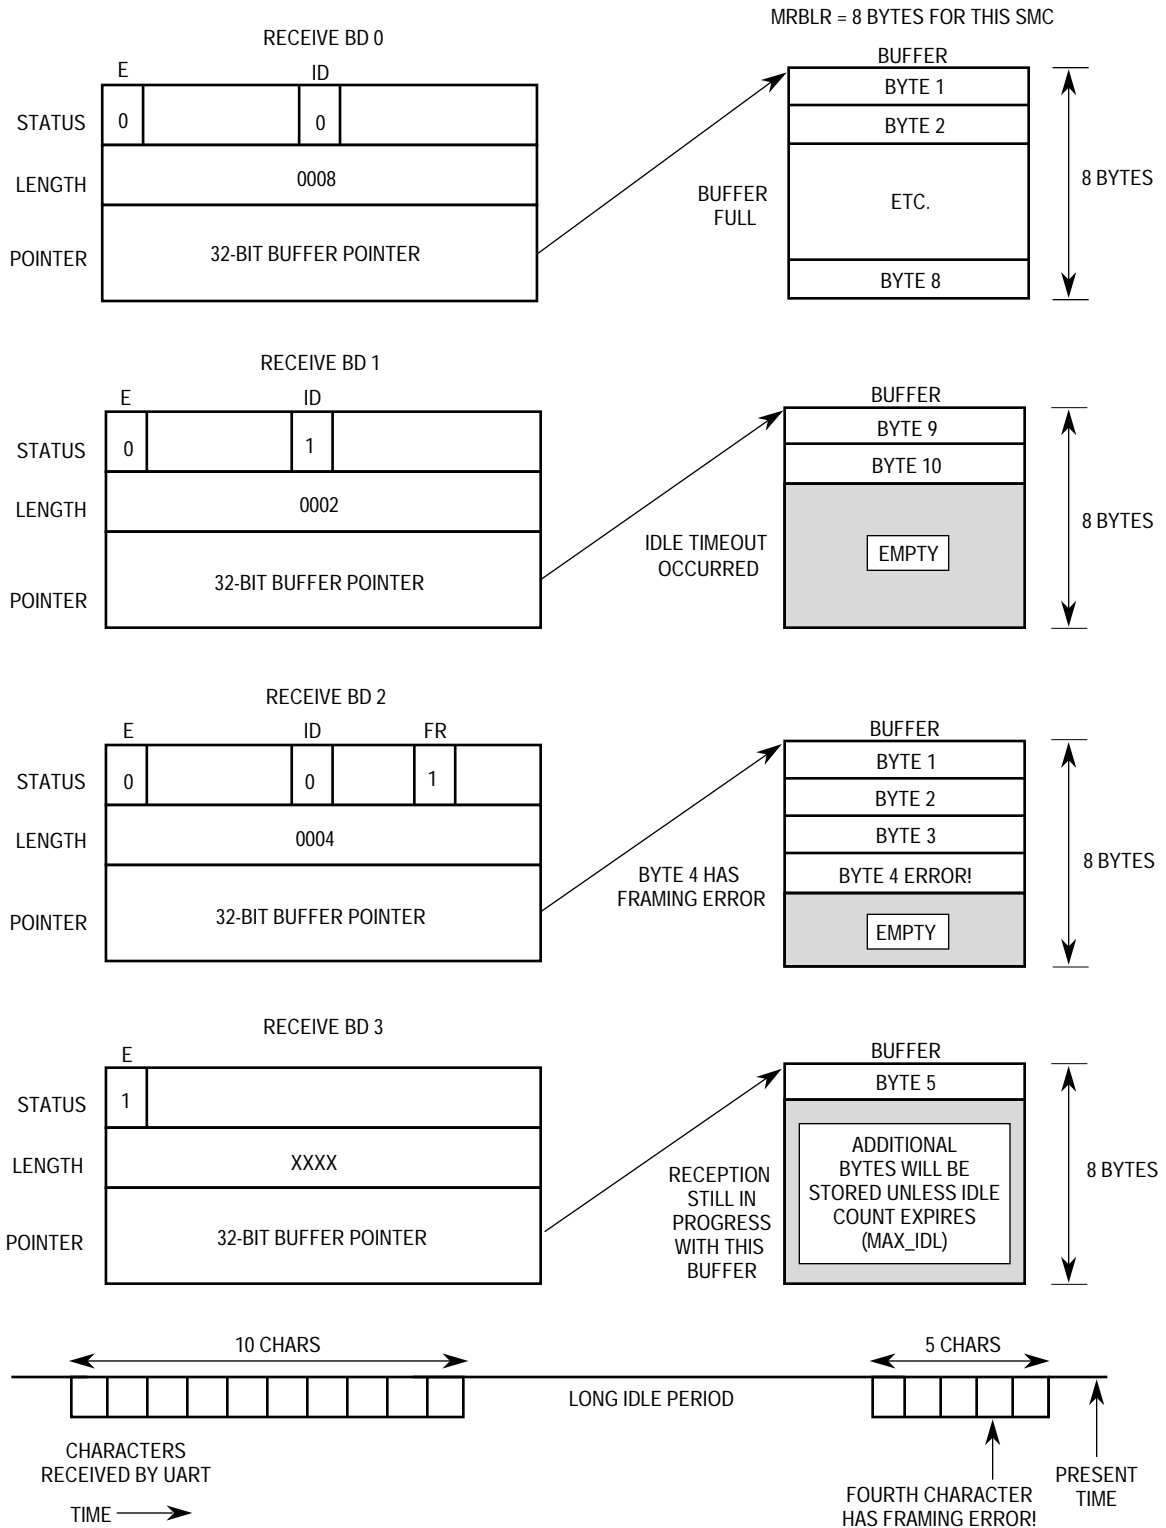 MRBLR = 8 BYTES FOR THIS SMC
RECEIVE BD 0
E
ID
STATUS
0
0
LENGTH
0008
POINTER
32-BIT BUFFER POINTER
BUFFER
FULL
BUFFER
BYTE 1
BYTE 2
ETC.
BYTE 8
8 BYTES
RECEIVE BD 1
E
ID
STATUS
0
1
LENGTH
0002
POINTER
32-BIT BUFFER POINTER
IDLE TIMEOUT
OCCURRED
BUFFER
BYTE 9
BYTE 10
EMPTY
8 BYTES
RECEIVE BD 2
E
ID
FR
STATUS
0
0
1
LENGTH
0004
POINTER
32-BIT BUFFER POINTER
BYTE 4 HAS
FRAMING ERROR
BUFFER
BYTE 1
BYTE 2
BYTE 3
BYTE 4 ERROR!
EMPTY
8 BYTES
RECEIVE BD 3
E
STATUS
1
LENGTH
XXXX
POINTER
32-BIT BUFFER POINTER
RECEPTION
STILL IN
PROGRESS
WITH THIS
BUFFER
BUFFER
BYTE 5
ADDITIONAL
BYTES WILL BE
STORED UNLESS IDLE
COUNT EXPIRES
(MAX_IDL)
8 BYTES
10 CHARS
5 CHARS
LONG IDLE PERIOD
CHARACTERS
RECEIVED BY UART
TIME
FOURTH CHARACTER
HAS FRAMING ERROR!
PRESENT
TIME